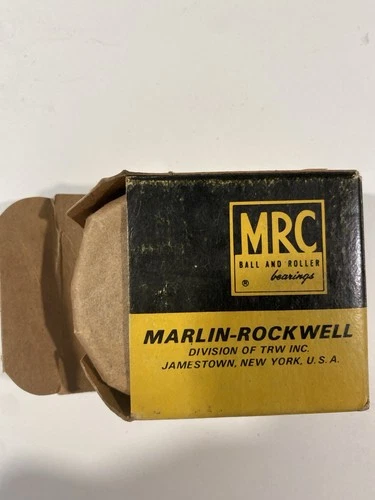 MRC
BALL AND ROLLER
bearings
®
MARLIN-ROCKWELL
DIVISION OF TRW INC.
JAMESTOWN, NEW YORK, U.S.A.